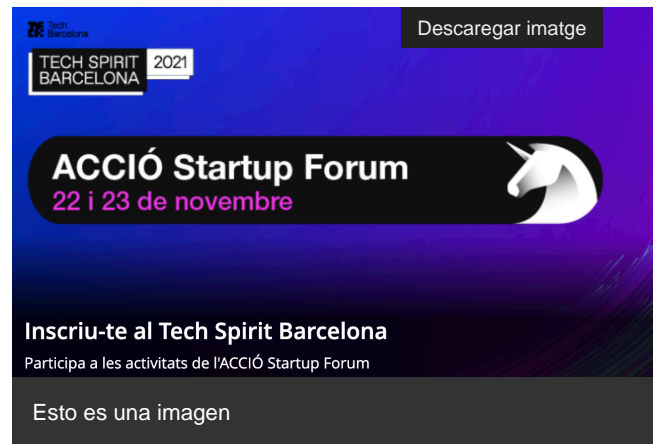 Tech
Barcelona
Descaregar imatge
TECH SPIRIT 2021
BARCELONA
ACCIÓ Startup Forum
22 i 23 de novembre
Inscriu-te al Tech Spirit Barcelona
Participa a les activitats de l'ACCIÓ Startup Forum
Esto es una imagen